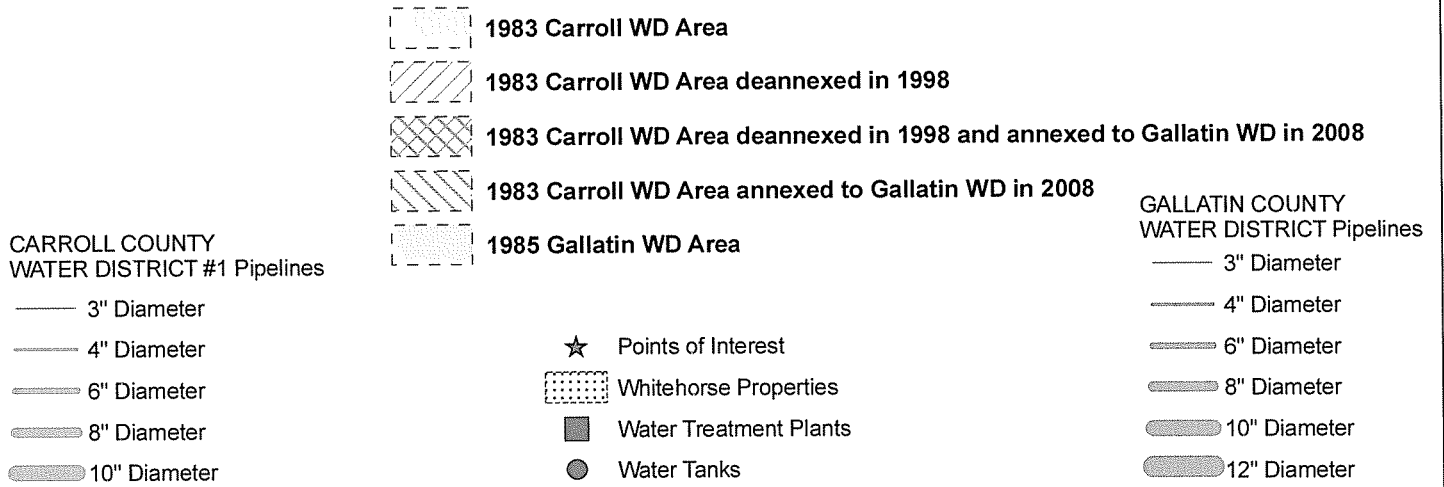 1983 Carroll WD Area
1983 Carroll WD Area deannexed in 1998
1983 Carroll WD Area deannexed in 1998 and annexed to Gallatin WD in 2008
1983 Carroll WD Area annexed to Gallatin WD in 2008
1985 Gallatin WD Area
CARROLL COUNTY
WATER DISTRICT #1 Pipelines
3" Diameter
4" Diameter
6" Diameter
8" Diameter
10" Diameter
Points of Interest
Whitehorse Properties
Water Treatment Plants
Water Tanks
GALLATIN COUNTY
WATER DISTRICT Pipelines
3" Diameter
4" Diameter
6" Diameter
8" Diameter
10" Diameter
12" Diameter